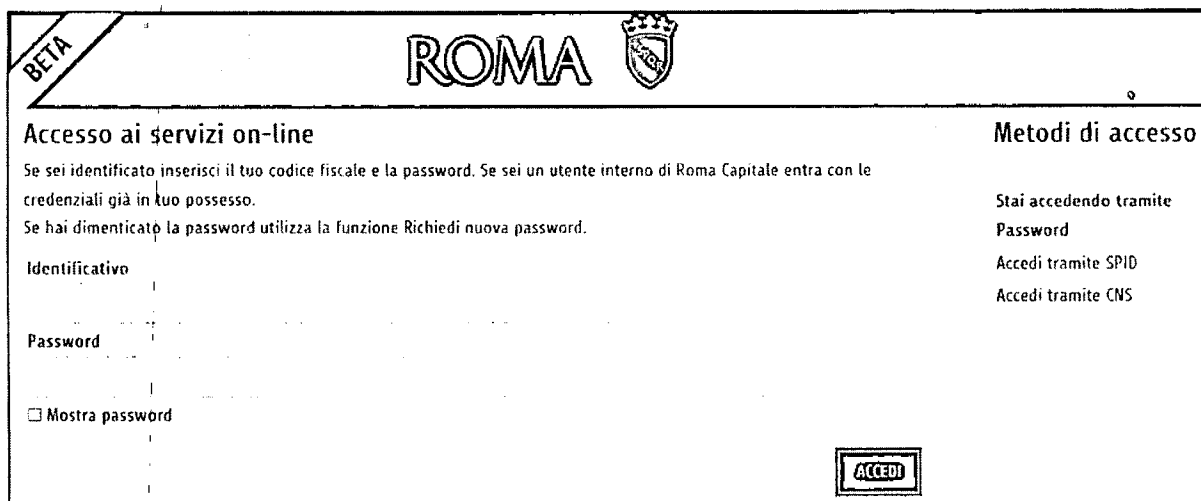 BETA
ROMA
Accesso ai servizi on-line
Se sei identificato inserisci il tuo codice fiscale e la password. Se sei un utente interno di Roma Capitale entra con le
credenziali già in tuo possesso.
Se hai dimenticato la password utilizza la funzione Richiedi nuova password.
Identificativo
Password
Mostra password
ACCEDI
Metodi di accesso
Stai accedendo tramite
Password
Accedi tramite SPID
Accedi tramite CNS